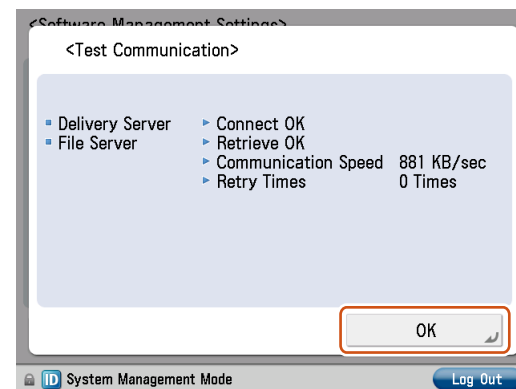 <Software Management Settings>
<Test Communication>
Delivery Server ▶ Connect OK
File Server ▶ Retrieve OK
▶ Communication Speed 881 KB/sec
▶ Retry Times 0 Times
OK
ID System Management Mode Log Out